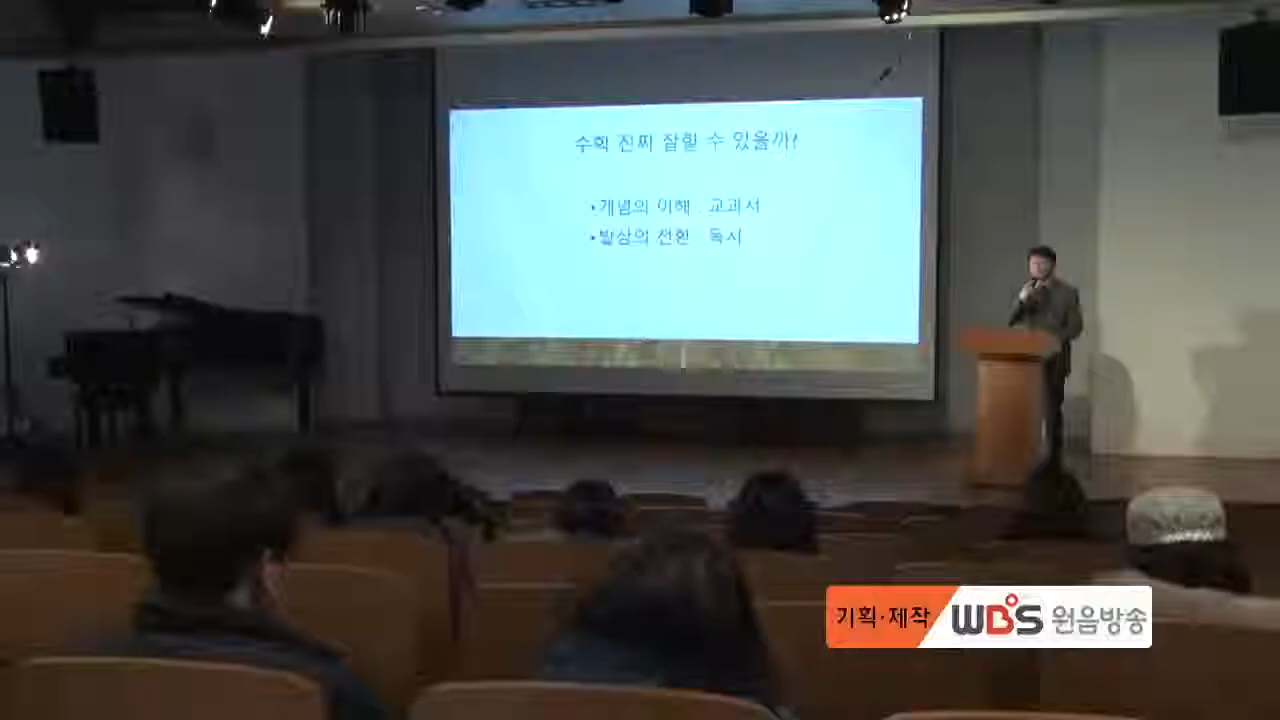 수학 진짜 잘할 수 있을까?
•개념의 이해 : 교과서
•발상의 전환 : 독서
기획·제작 WBS 원음방송